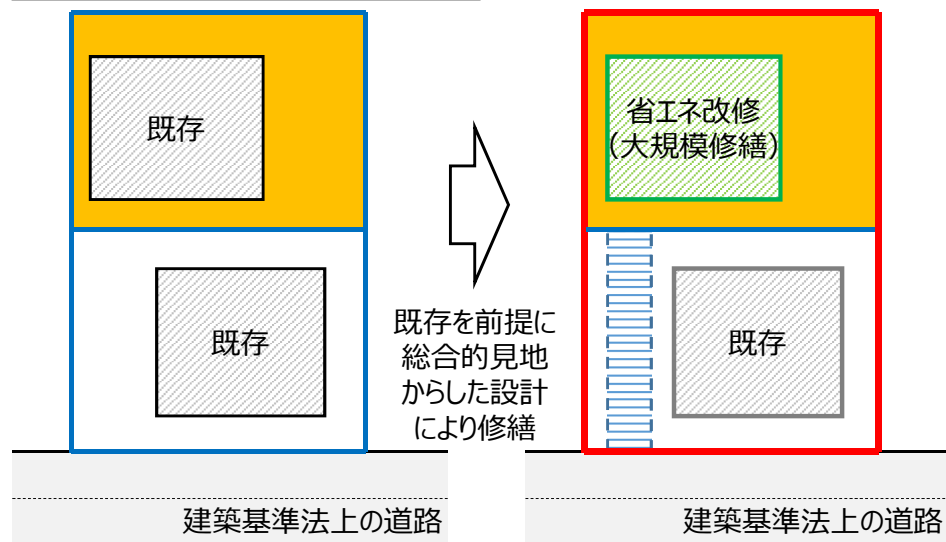 既存
既存
建築基準法上の道路
既存を前提に
総合的見地
からした設計
により修繕
省エネ改修
(大規模修繕)
既存
建築基準法上の道路